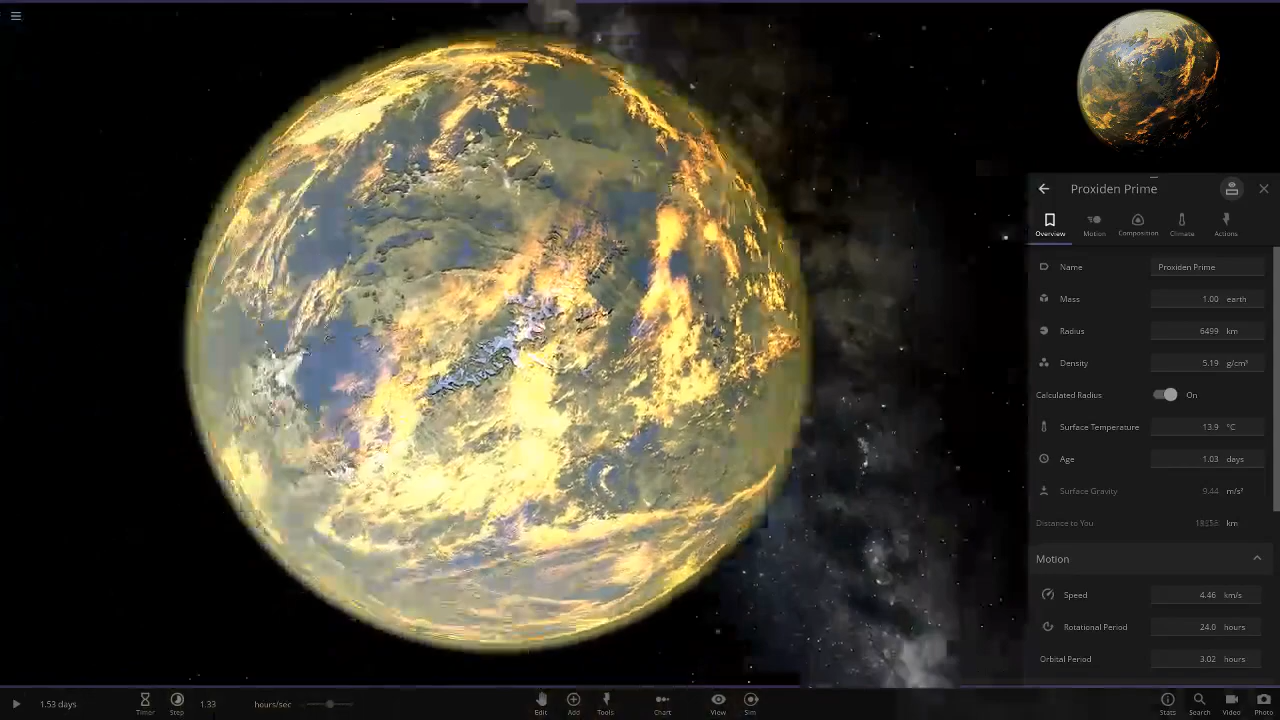 Proxiden Prime
Overview Motion Composition Climate Actions
Name Proxiden Prime
Mass 1.00 earth
Radius 6499 km
Density 5.19 g/cm³
Calculated Radius On
Surface Temperature 13.9 °C
Age 1.03 days
Surface Gravity 9.44 m/s²
Distance to You km
Motion
Speed 4.46 km/s
Rotational Period 24.0 hours
Orbital Period 3.02 hours
1.53 days Timer Step 1.33 hours/sec Edit Add Tools Chart View Sim Stats Search Video Photo